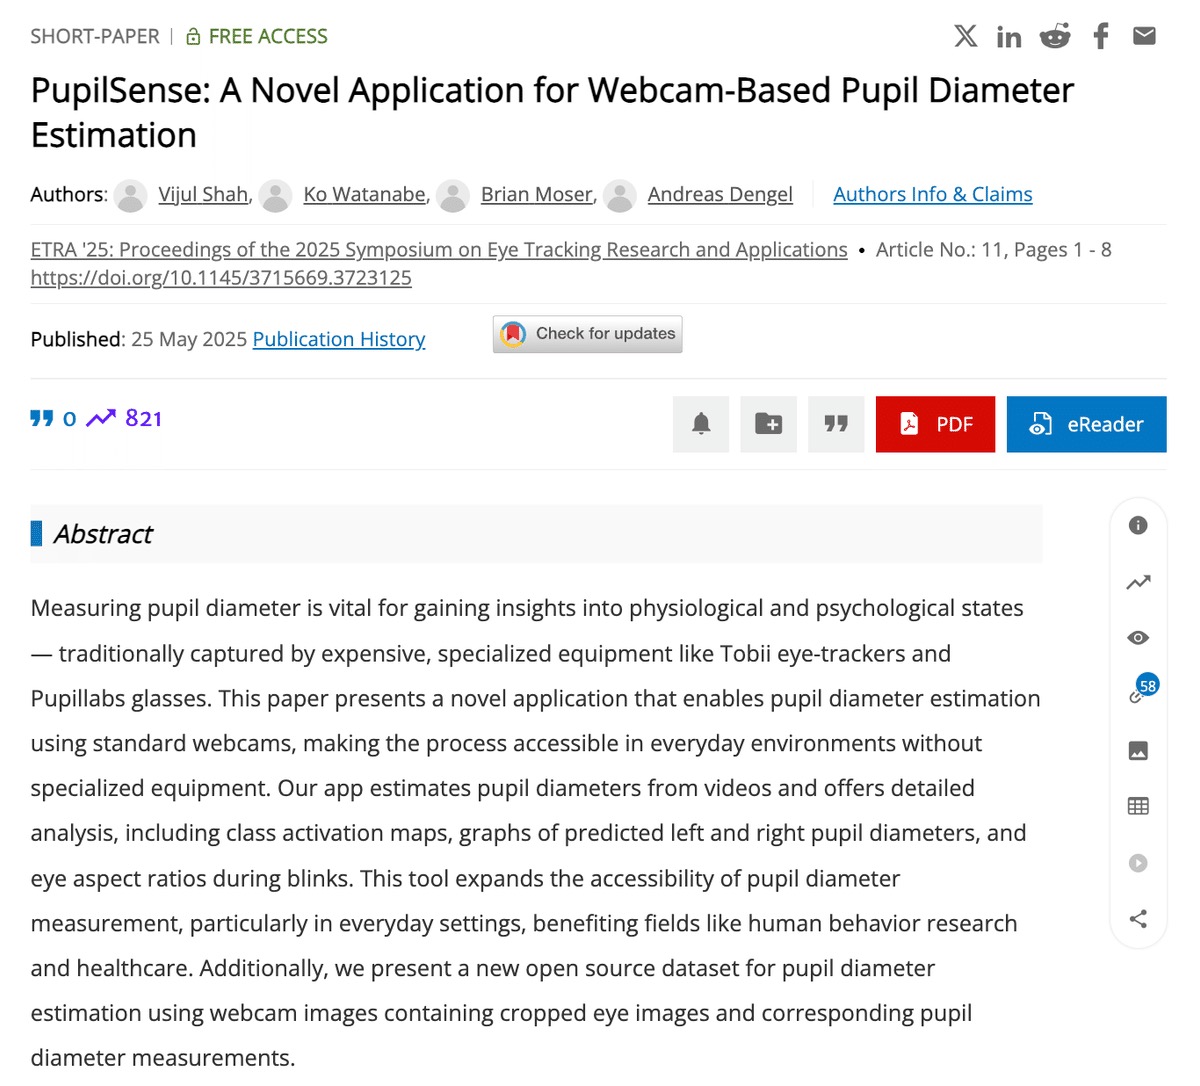 SHORT-PAPER | FREE ACCESS
PupilSense: A Novel Application for Webcam-Based Pupil Diameter
Estimation
Authors: Vijul Shah, Ko Watanabe, Brian Moser, Andreas Dengel Authors Info & Claims
ETRA '25: Proceedings of the 2025 Symposium on Eye Tracking Research and Applications • Article No.: 11, Pages 1 - 8
https://doi.org/10.1145/3715669.3723125
Published: 25 May 2025 Publication History Check for updates
0 821 PDF eReader
Abstract
Measuring pupil diameter is vital for gaining insights into physiological and psychological states
— traditionally captured by expensive, specialized equipment like Tobii eye-trackers and
Pupillabs glasses. This paper presents a novel application that enables pupil diameter estimation
using standard webcams, making the process accessible in everyday environments without
specialized equipment. Our app estimates pupil diameters from videos and offers detailed
analysis, including class activation maps, graphs of predicted left and right pupil diameters, and
eye aspect ratios during blinks. This tool expands the accessibility of pupil diameter
measurement, particularly in everyday settings, benefiting fields like human behavior research
and healthcare. Additionally, we present a new open source dataset for pupil diameter
estimation using webcam images containing cropped eye images and corresponding pupil
diameter measurements.
58